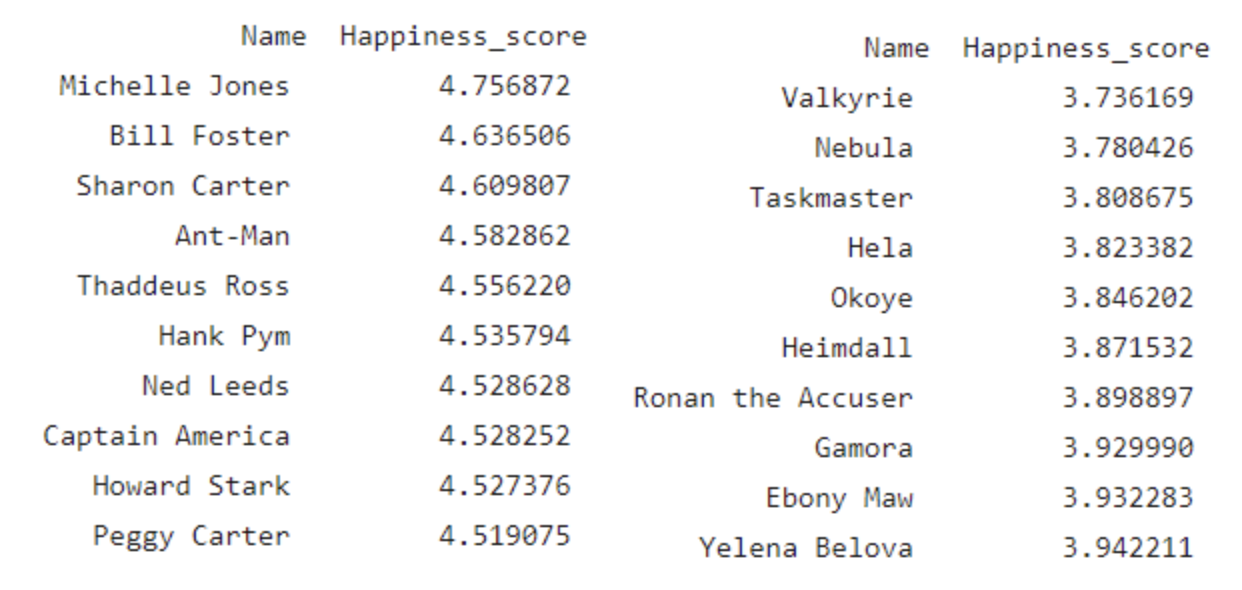 Name Happiness_score
Michelle Jones 4.756872
Bill Foster 4.636506
Sharon Carter 4.609807
Ant-Man 4.582862
Thaddeus Ross 4.556220
Hank Pym 4.535794
Ned Leeds 4.528628
Captain America 4.528252
Howard Stark 4.527376
Peggy Carter 4.519075
Name Happiness_score
Valkyrie 3.736169
Nebula 3.780426
Taskmaster 3.808675
Hela 3.823382
Okoye 3.846202
Heimdall 3.871532
Ronan the Accuser 3.898897
Gamora 3.929990
Ebony Maw 3.932283
Yelena Belova 3.942211